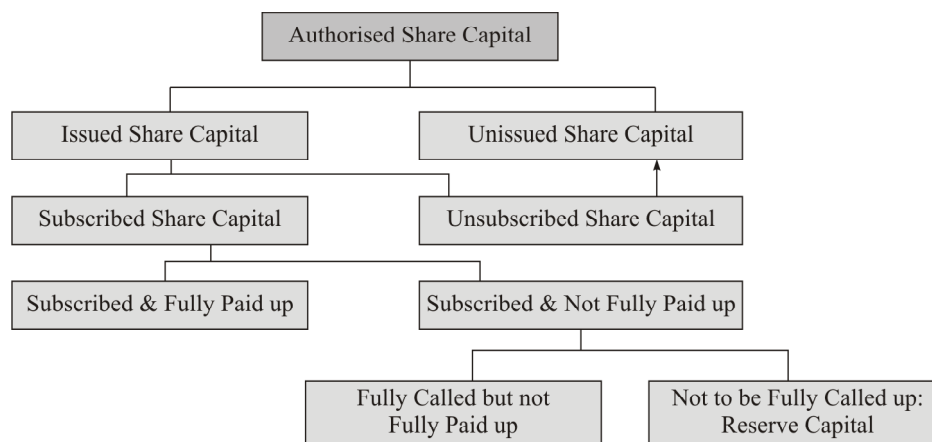 Authorised Share Capital
Issued Share Capital
Unissued Share Capital
Subscribed Share Capital
Unsubscribed Share Capital
Subscribed & Fully Paid up
Subscribed & Not Fully Paid up
Fully Called but not
Fully Paid up
Not to be Fully Called up:
Reserve Capital